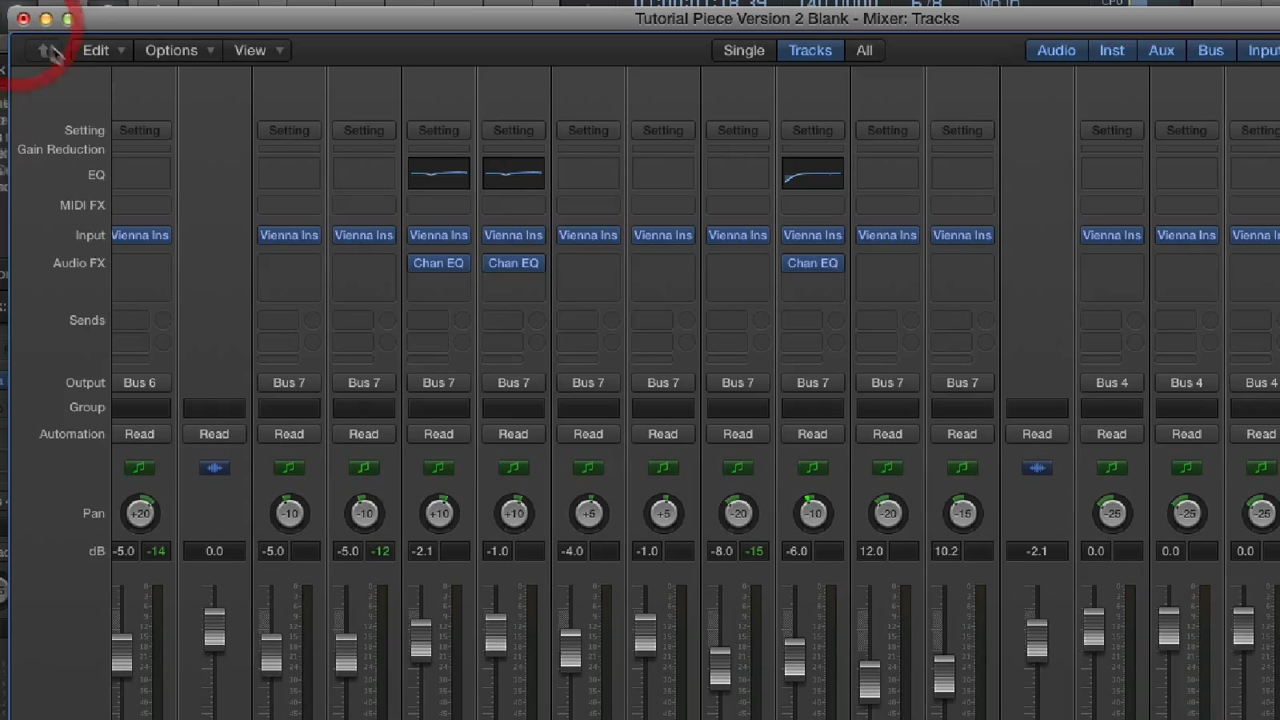 Tutorial Piece Version 2 Blank - Mixer: Tracks
Edit Options View Single Tracks All Audio Inst Aux Bus
Setting Setting Setting Setting Setting Setting Setting Setting Setting Setting Setting Setting Setting Setting Setting
Gain Reduction
EQ
MIDI FX
Input Vienna Ins Vienna Ins Vienna Ins Vienna Ins Vienna Ins Vienna Ins Vienna Ins Vienna Ins Vienna Ins Vienna Ins Vienna Ins Vienna Ins Vienna Ins Vienna Ins
Audio FX Chan EQ Chan EQ Chan EQ
Sends
Output Bus 6 Bus 7 Bus 7 Bus 7 Bus 7 Bus 7 Bus 7 Bus 7 Bus 7 Bus 7 Bus 7 Bus 4 Bus 4 Bus 4
Group
Automation Read Read Read Read Read Read Read Read Read Read Read Read Read Read Read Read
Pan +20 -10 -10 +10 +10 +5 +5 -20 -6 -20 -15 -25 -25 -25
dB -5.0 -14 0.0 -5.0 -5.0 -12 -2.1 -1.0 -4.0 -1.0 -8.0 -15 -6.0 12.0 10.2 -2.1 0.0 0.0 0.0